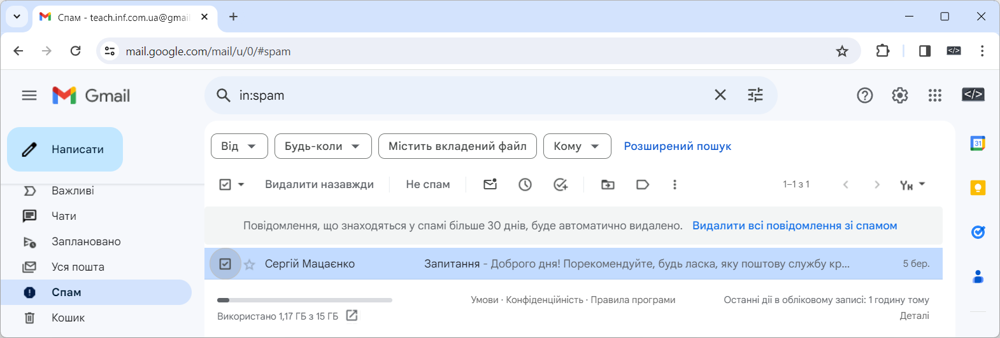 Спам - teach.inf.com.ua@gmail
mail.google.com/mail/u/0/#spam
Gmail
in:spam
Написати
Від
Будь-коли
Містить вкладений файл
Кому
Розширений пошук
Видалити назавжди
Не спам
1–1 з 1
Ун
Важливі
Чати
Заплановано
Уся пошта
Спам
Кошик
Повідомлення, що знаходяться у спамі більше 30 днів, буде автоматично видалено. Видалити всі повідомлення зі спамом
Сергій Мацаєнко Запитання - Доброго дня! Порекомендуйте, будь ласка, яку поштову службу кр... 5 бер.
Використано 1,17 ГБ з 15 ГБ
Умови · Конфіденційність · Правила програми
Останні дії в обліковому записі: 1 годину тому
Деталі
31